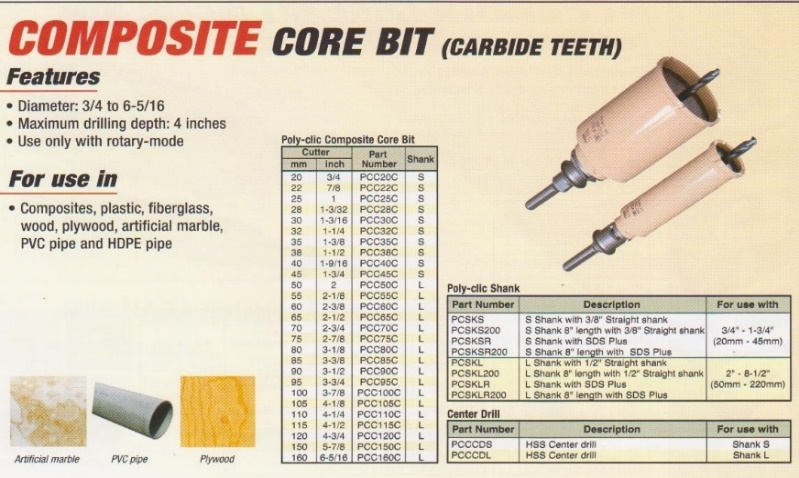 COMPOSITE CORE BIT (CARBIDE TEETH)
Features
• Diameter: 3/4 to 6-5/16
• Maximum drilling depth: 4 inches
• Use only with rotary-mode
For use in
• Composites, plastic, fiberglass,
wood, plywood, artificial marble,
PVC pipe and HDPE pipe
Artificial marble PVC pipe Plywood
Poly-clic Composite Core Bit
Cutter Part Number Shank
mm inch
20 3/4 PCC20C S
22 7/8 PCC22C S
25 1 PCC25C S
28 1-3/32 PCC28C S
30 1-3/16 PCC30C S
32 1-1/4 PCC32C S
35 1-3/8 PCC35C S
38 1-1/2 PCC38C S
40 1-9/16 PCC40C S
45 1-3/4 PCC45C S
50 2 PCC50C L
55 2-1/8 PCC55C L
60 2-3/8 PCC60C L
65 2-1/2 PCC65C L
70 2-3/4 PCC70C L
75 2-7/8 PCC75C L
80 3-1/8 PCC80C L
85 3-3/8 PCC85C L
90 3-1/2 PCC90C L
95 3-3/4 PCC95C L
100 3-7/8 PCC100C L
105 4-1/8 PCC105C L
110 4-1/4 PCC110C L
115 4-1/2 PCC115C L
120 4-3/4 PCC120C L
150 5-7/8 PCC150C L
160 6-5/16 PCC160C L
Poly-clic Shank
Part Number Description For use with
PCSKS S Shank with 3/8" Straight shank
PCSKS200 S Shank 8" length with 3/8" Straight shank 3/4" - 1-3/4"
PCSKSR S Shank with SDS Plus (20mm - 45mm)
PCSKSR200 S Shank 8" length with SDS Plus
PCSKL L Shank with 1/2" Straight shank
PCSKL200 L Shank 8" length with 1/2" Straight shank 2" - 8-1/2"
PCSKLR L Shank with SDS Plus (50mm - 220mm)
PCSKLR200 L Shank 8" length with SDS Plus
Center Drill
Part Number Description For use with
PCCCDS HSS Center drill Shank S
PCCCDL HSS Center drill Shank L